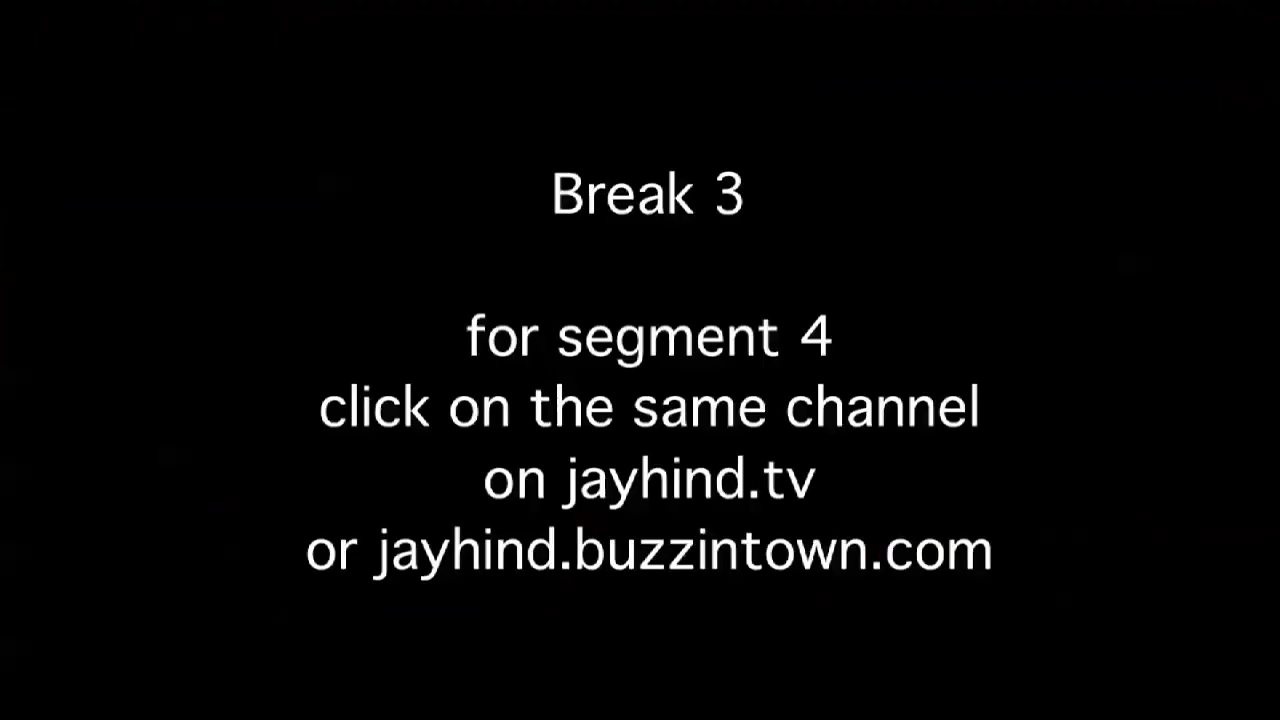 Break 3
for segment 4
click on the same channel
on jayhind.tv
or jayhind.buzzintown.com